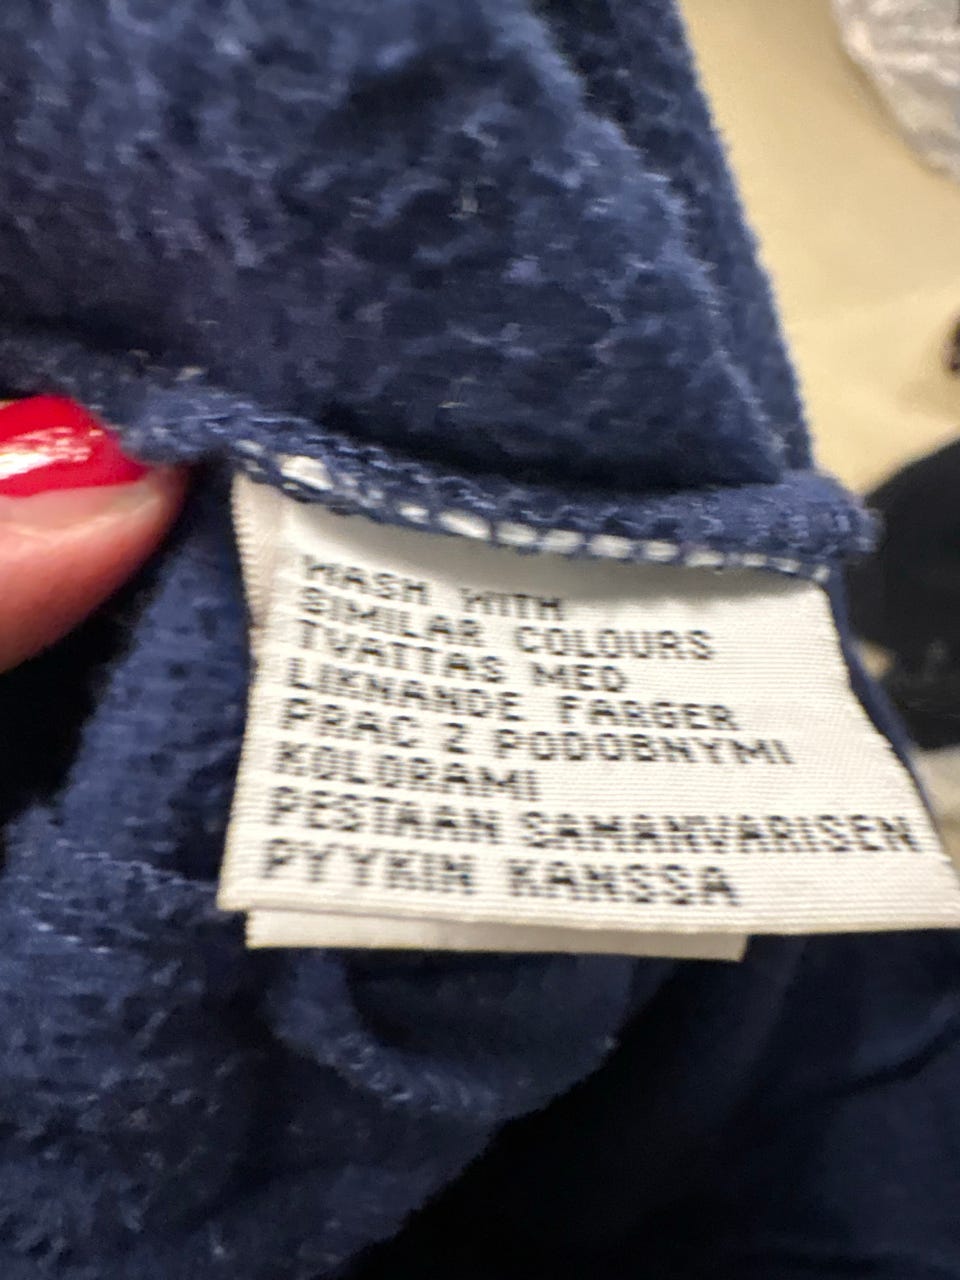 WASH WITH
SIMILAR COLOURS
TVATTAS MED
LIKNANDE FARGER
PRAC Z PODOBNYMI
KOLORAMI
PESTAAN SAMANVARISEN
PYYKIN KANSSA